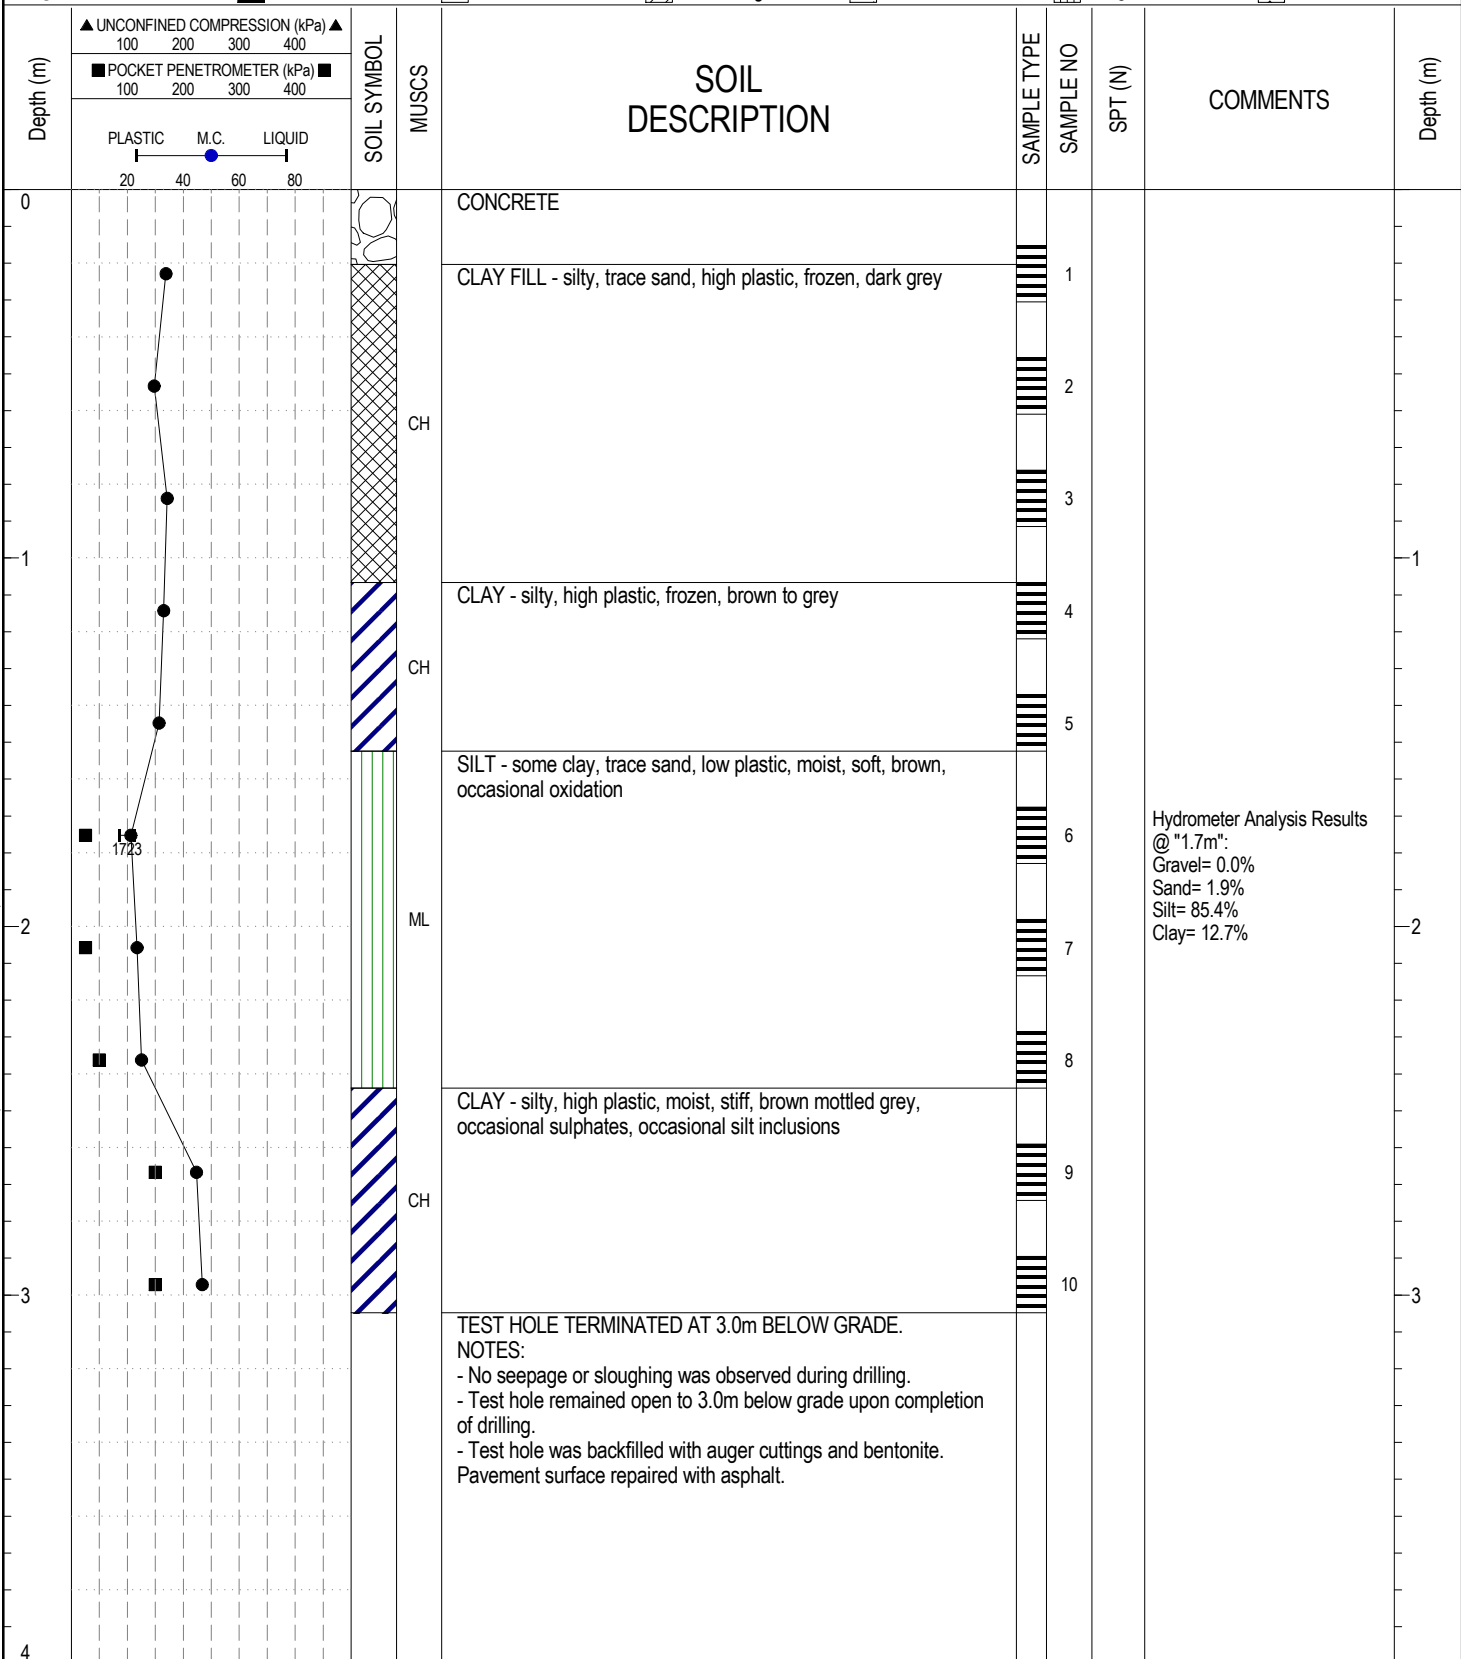 ▲ UNCONFINED COMPRESSION (kPa) ▲
100 200 300 400
■ POCKET PENETROMETER (kPa) ■
100 200 300 400
PLASTIC M.C. LIQUID
20 40 60 80
Depth (m)
SOIL SYMBOL
MUSCS
SOIL
DESCRIPTION
SAMPLE TYPE
SAMPLE NO
SPT (N)
COMMENTS
Depth (m)
0
CONCRETE
CLAY FILL - silty, trace sand, high plastic, frozen, dark grey
1
2
CH
3
1
1
CLAY - silty, high plastic, frozen, brown to grey
4
CH
5
SILT - some clay, trace sand, low plastic, moist, soft, brown,
occasional oxidation
1723
6
Hydrometer Analysis Results
@ "1.7m":
Gravel= 0.0%
Sand= 1.9%
Silt= 85.4%
Clay= 12.7%
ML
2
7
2
8
CLAY - silty, high plastic, moist, stiff, brown mottled grey,
occasional sulphates, occasional silt inclusions
9
CH
10
3
3
TEST HOLE TERMINATED AT 3.0m BELOW GRADE.
NOTES:
- No seepage or sloughing was observed during drilling.
- Test hole remained open to 3.0m below grade upon completion
of drilling.
- Test hole was backfilled with auger cuttings and bentonite.
Pavement surface repaired with asphalt.
4